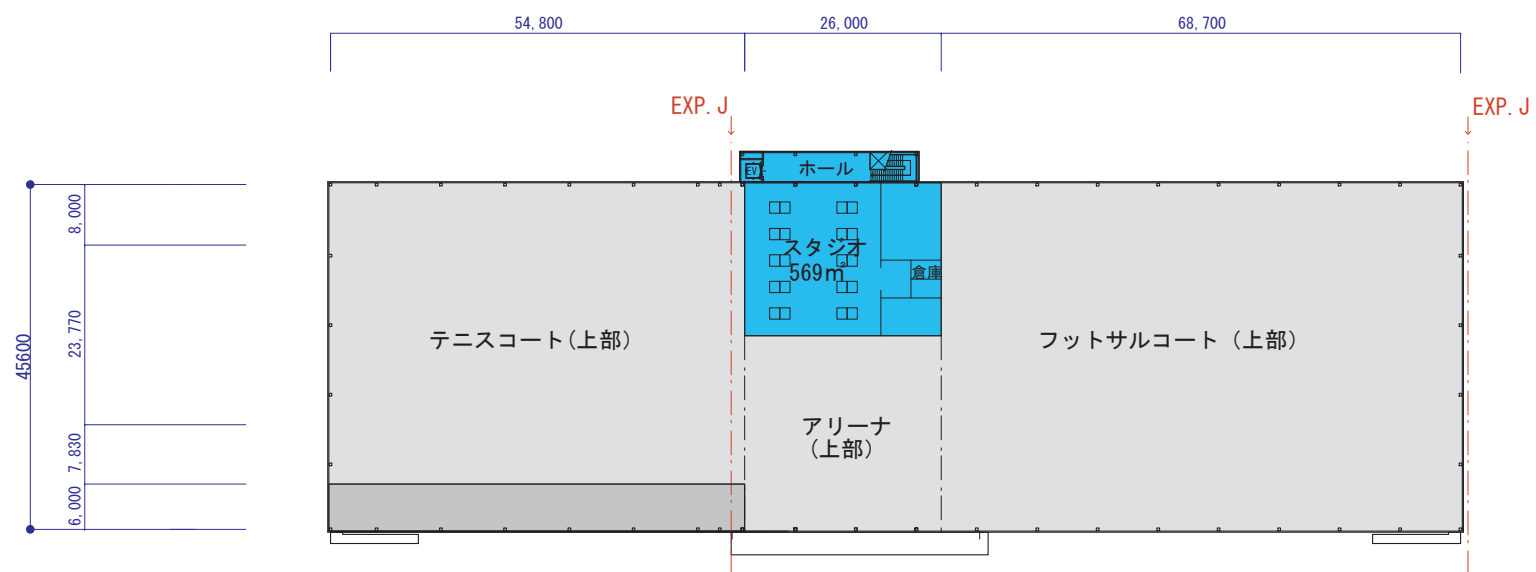 54,800
26,000
68,700
EXP. J
EXP. J
EV
ホール
8,000
スタジオ
569㎡
倉庫
23,770
45600
テニスコート(上部)
フットサルコート (上部)
アリーナ
(上部)
7,830
6,000